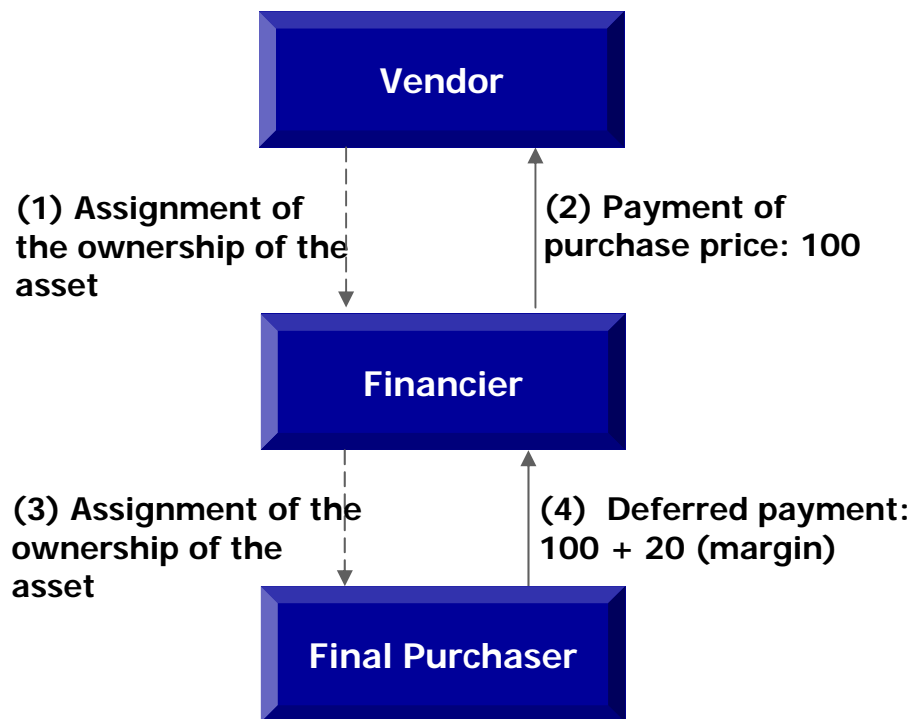 Vendor
(1) Assignment of
the ownership of the
asset
(2) Payment of
purchase price: 100
Financier
(3) Assignment of the
ownership of the
asset
(4) Deferred payment:
100 + 20 (margin)
Final Purchaser